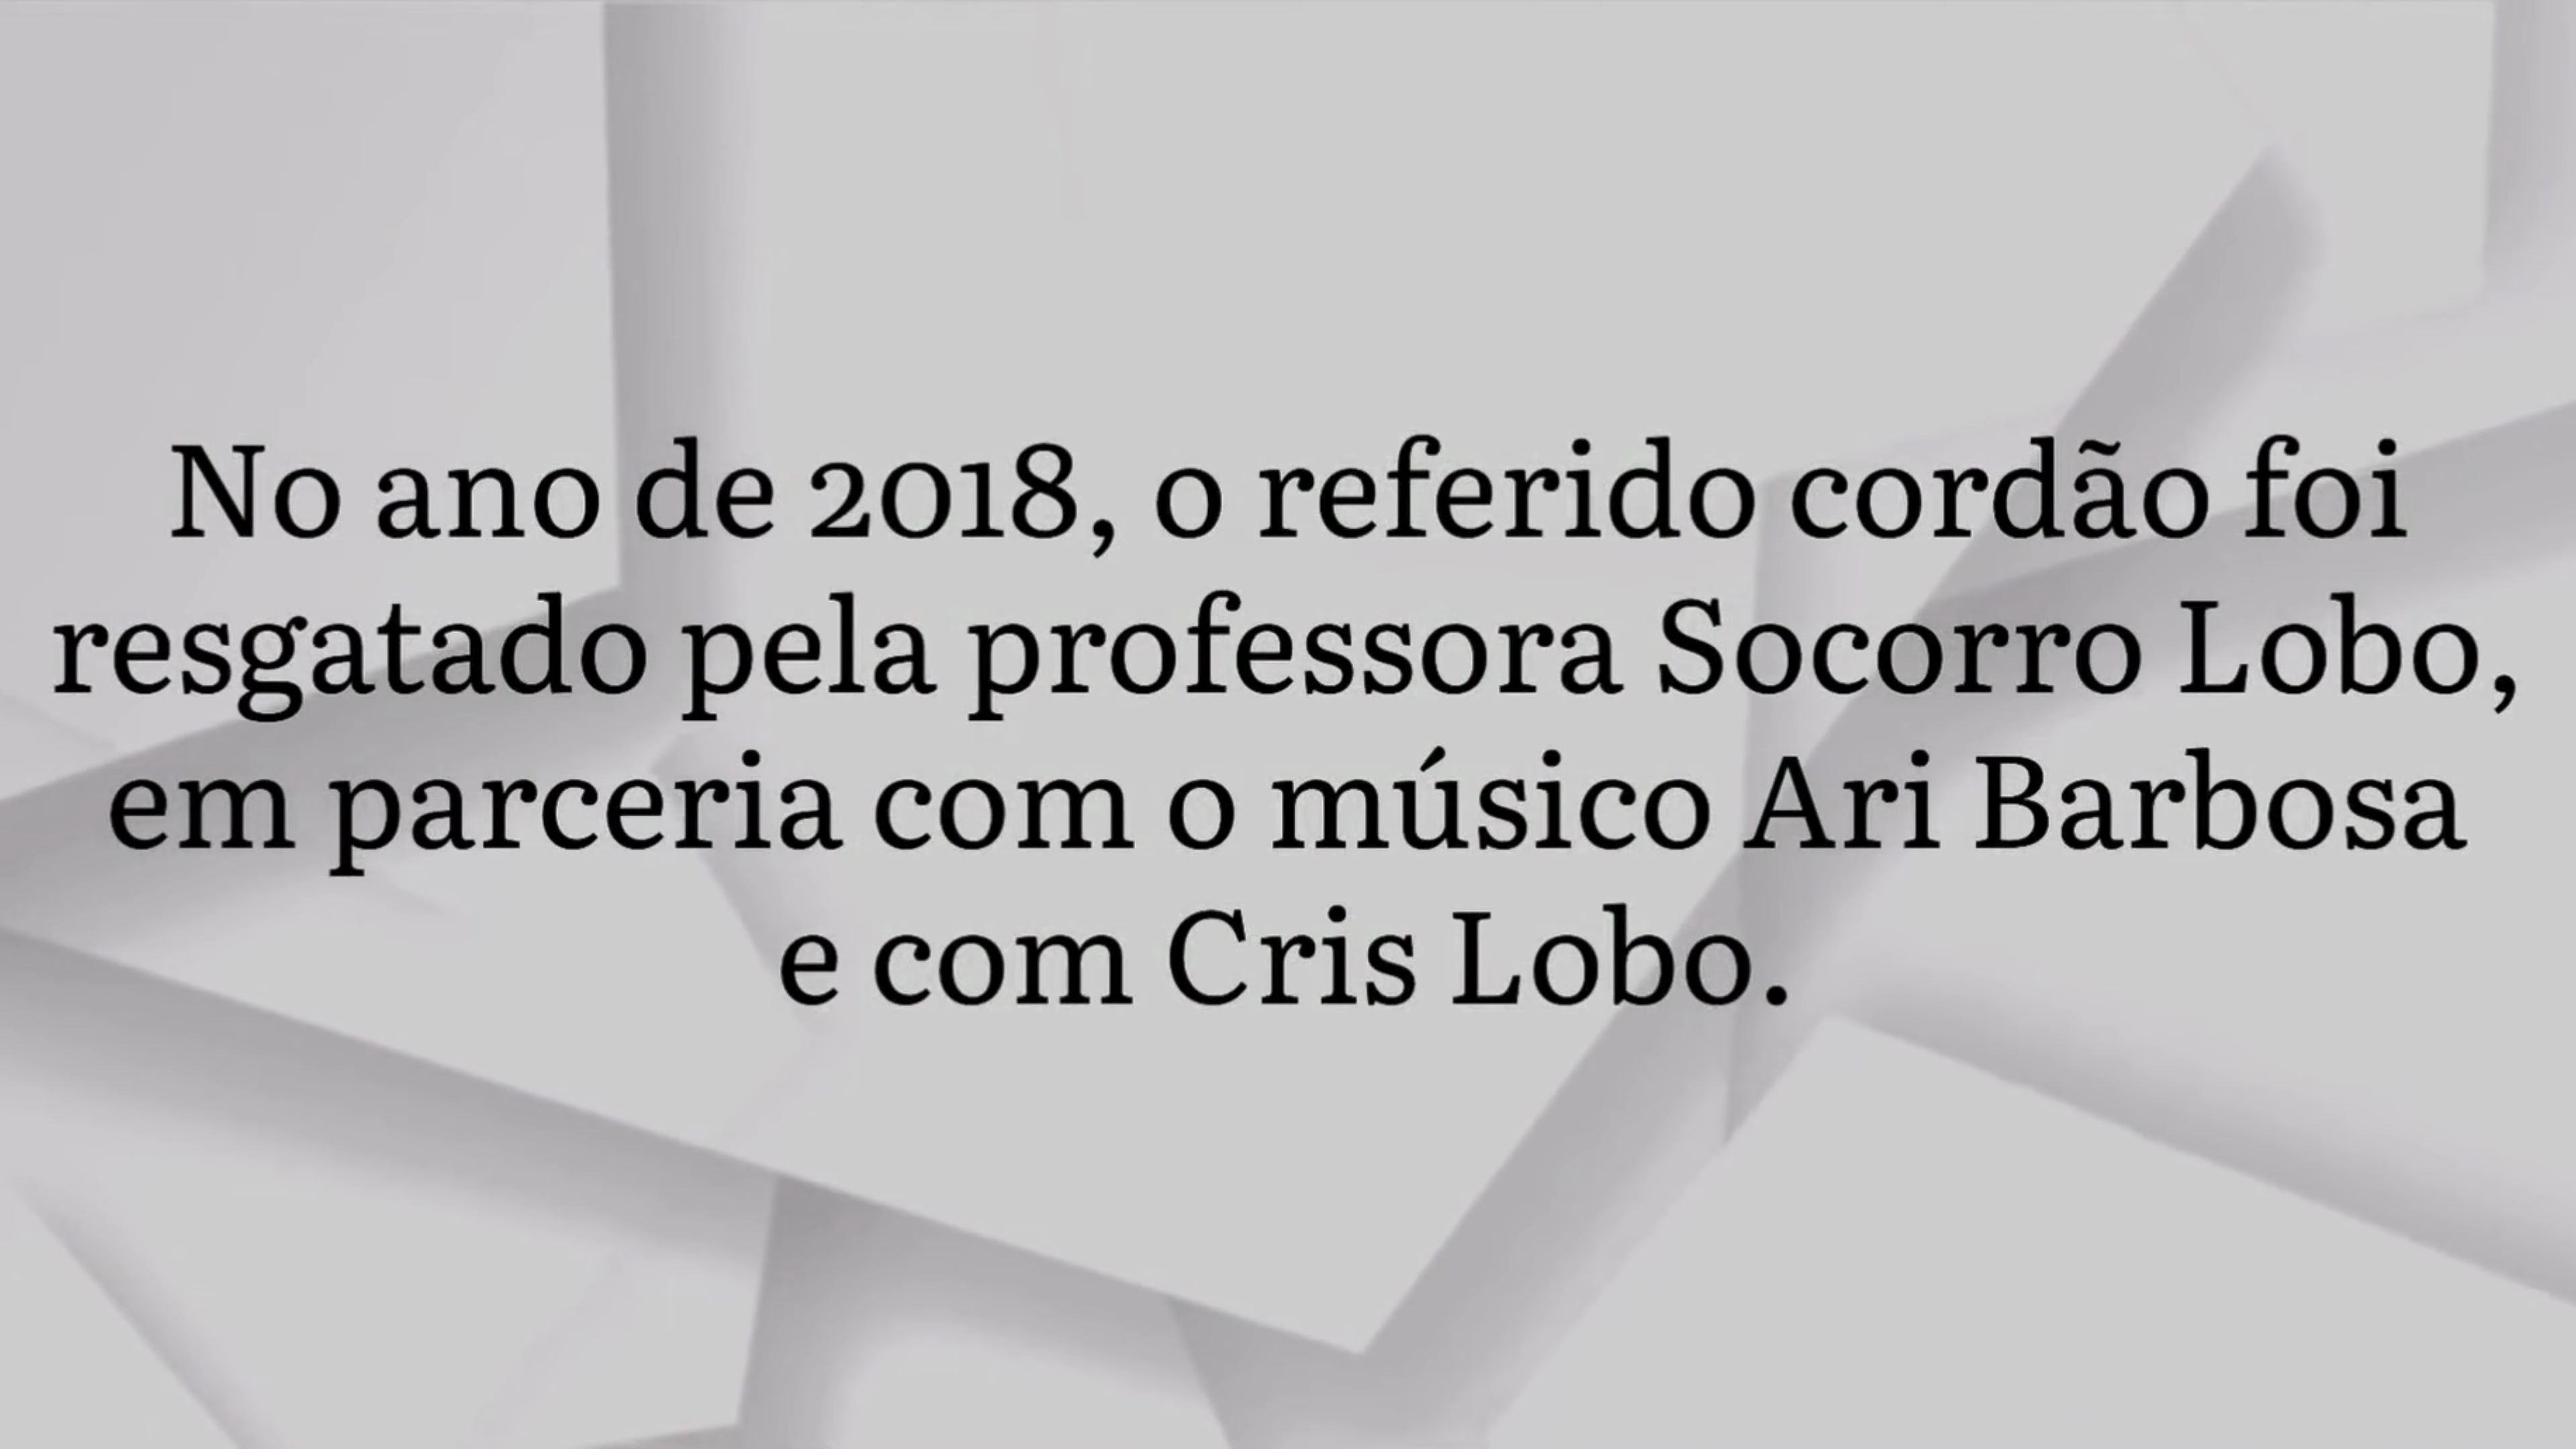 No ano de 2018, o referido cordão foi
resgatado pela professora Socorro Lobo,
em parceria com o músico Ari Barbosa
e com Cris Lobo.